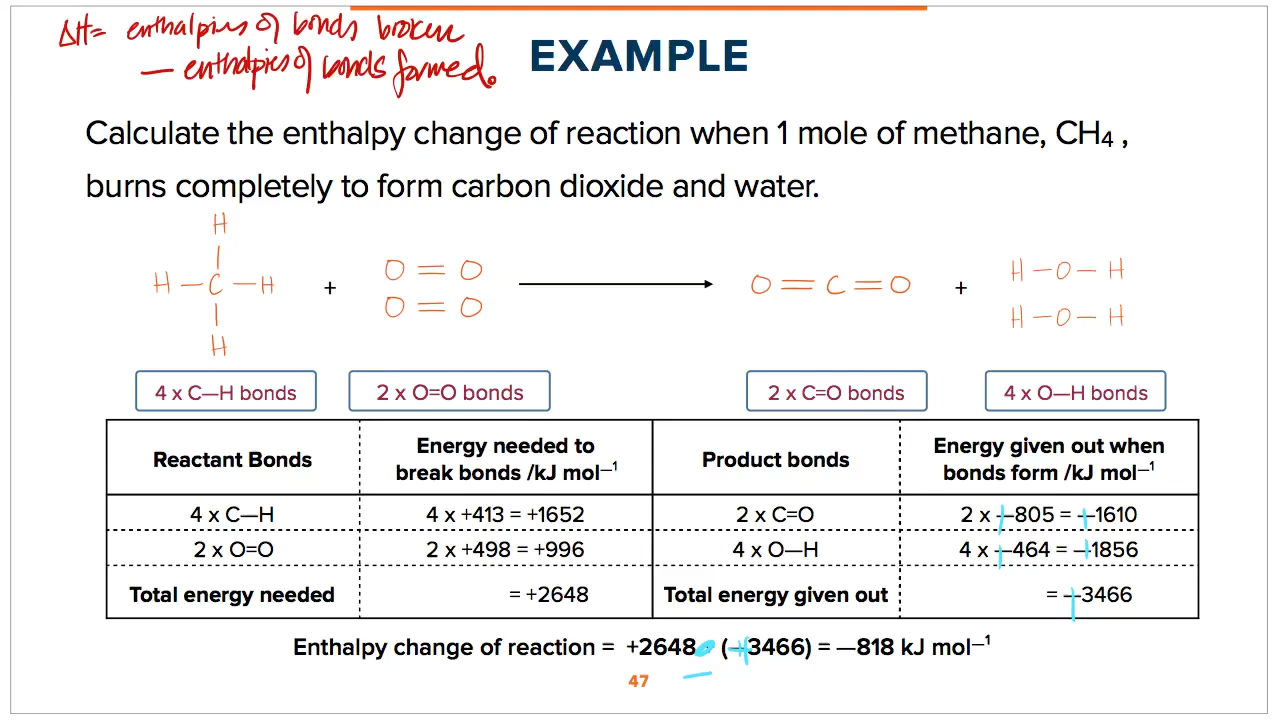 ΔH = enthalpies of bonds broken
— enthalpies of bonds formed.
EXAMPLE
Calculate the enthalpy change of reaction when 1 mole of methane, CH₄ ,
burns completely to form carbon dioxide and water.
H
|
H — C — H
|
H
+
O = O
O = O
O = C = O
+
H — O — H
H — O — H
4 x C—H bonds
2 x O=O bonds
2 x C=O bonds
4 x O—H bonds
Reactant Bonds
Energy needed to
break bonds /kJ mol⁻¹
Product bonds
Energy given out when
bonds form /kJ mol⁻¹
4 x C—H
4 x +413 = +1652
2 x C=O
2 x +805 = +1610
2 x O=O
2 x +498 = +996
4 x O—H
4 x +464 = +1856
Total energy needed
= +2648
Total energy given out
= +3466
Enthalpy change of reaction = +2648 — (+3466) = —818 kJ mol⁻¹
47